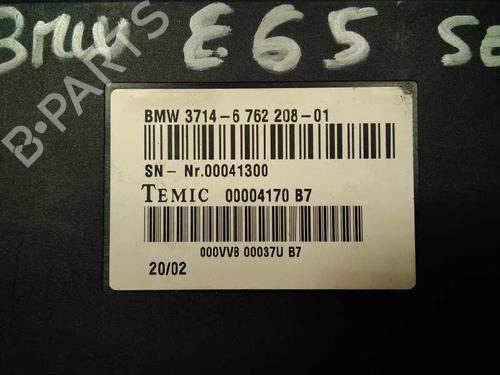 BMW E65 SE
B-PARTS
BMW 3714-6 762 208-01
SN- Nr.00041300
TEMIC 00004170 B7
000VV8 00037U B7
20/02